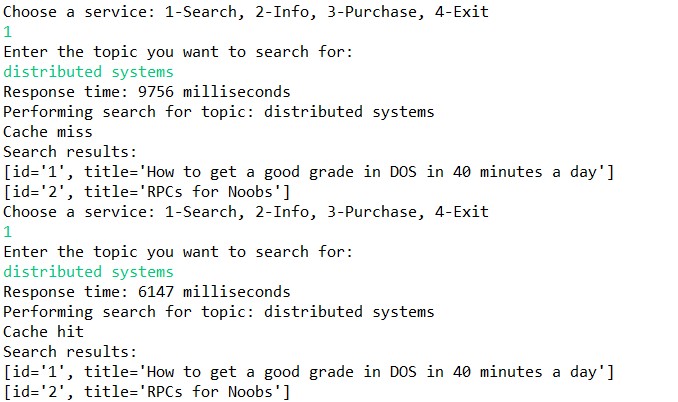 Choose a service: 1-Search, 2-Info, 3-Purchase, 4-Exit
1
Enter the topic you want to search for:
distributed systems
Response time: 9756 milliseconds
Performing search for topic: distributed systems
Cache miss
Search results:
[id='1', title='How to get a good grade in DOS in 40 minutes a day']
[id='2', title='RPCs for Noobs']
Choose a service: 1-Search, 2-Info, 3-Purchase, 4-Exit
1
Enter the topic you want to search for:
distributed systems
Response time: 6147 milliseconds
Performing search for topic: distributed systems
Cache hit
Search results:
[id='1', title='How to get a good grade in DOS in 40 minutes a day']
[id='2', title='RPCs for Noobs']